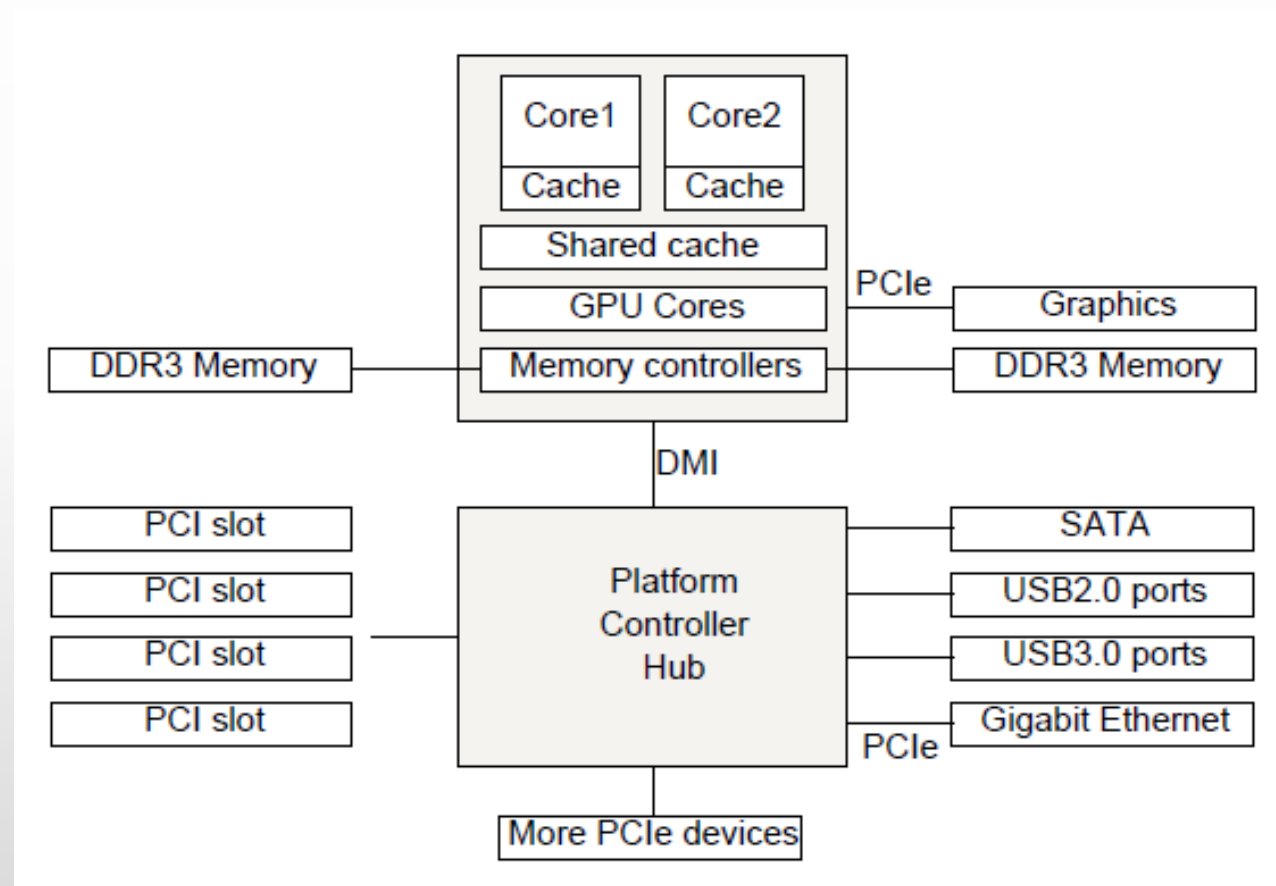 Core1
Core2
Cache
Cache
Shared cache
GPU Cores
PCIe
Graphics
DDR3 Memory
Memory controllers
DDR3 Memory
DMI
PCI slot
SATA
PCI slot
Platform
Controller
Hub
USB2.0 ports
PCI slot
USB3.0 ports
PCI slot
Gigabit Ethernet
PCIe
More PCIe devices